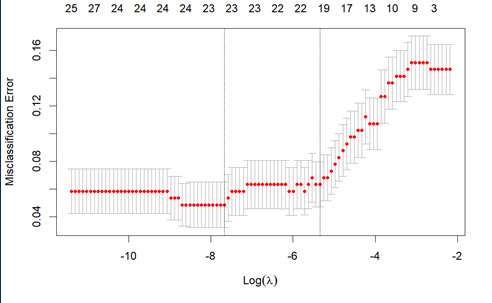 25 27 24 24 24 24 23 23 23 22 22 19 17 13 10 9 3
0.16
0.12
0.08
0.04
Misclassification Error
-10 -8 -6 -4 -2
Log(λ)